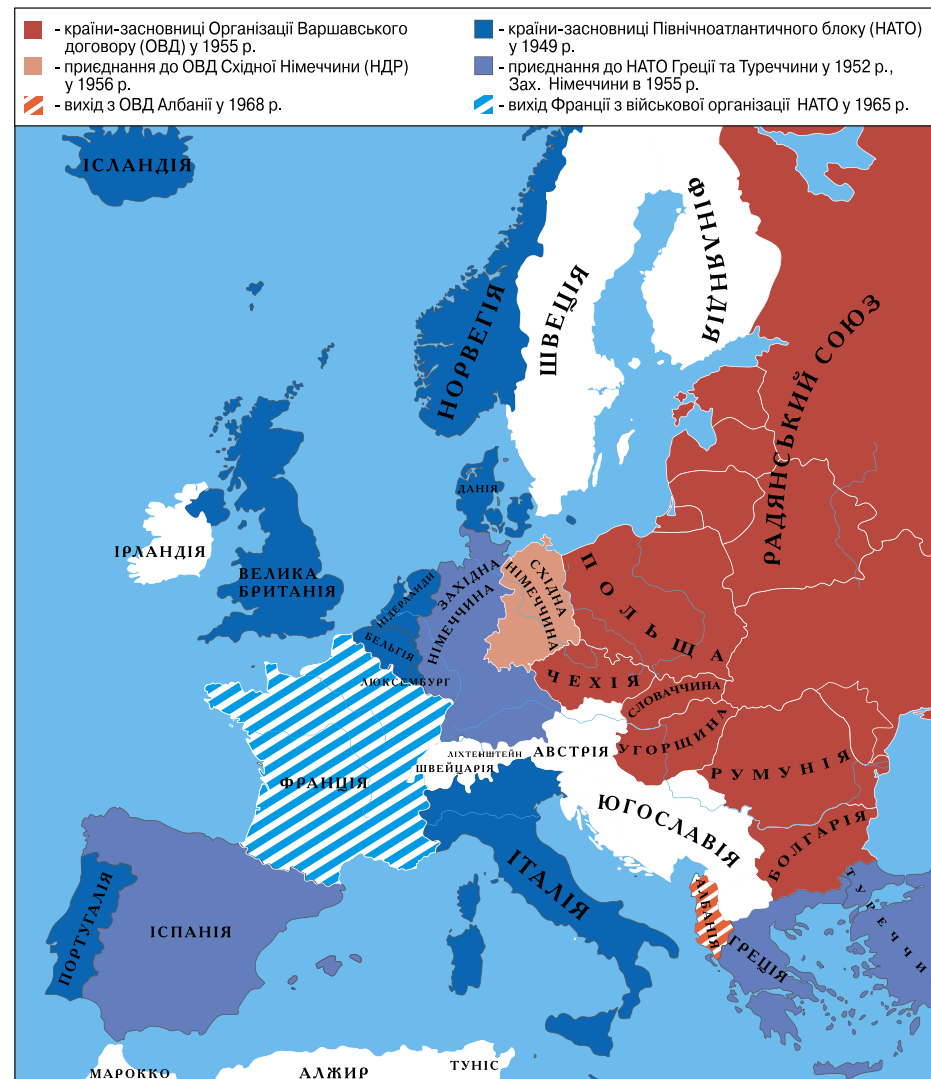 - країни-засновниці Організації Варшавського
договору (ОВД) у 1955 р.
- приєднання до ОВД Східної Німеччини (НДР)
у 1956 р.
- вихід з ОВД Албанії у 1968 р.
- країни-засновниці Північноатлантичного блоку (НАТО)
у 1949 р.
- приєднання до НАТО Греції та Туреччини у 1952 р.,
Зах. Німеччини в 1955 р.
- вихід Франції з військової організації НАТО у 1965 р.
ІСЛАНДІЯ
НОРВЕГІЯ
ШВЕЦІЯ
ФІНЛЯНДІЯ
РАДЯНСЬКИЙ СОЮЗ
ДАНІЯ
ІРЛАНДІЯ
ВЕЛИКА
БРИТАНІЯ
НІДЕРЛАНДИ
БЕЛЬГІЯ
ЛЮКСЕМБУРГ
ЗАХІДНА
НІМЕЧЧИНА
СХІДНА
НІМЕЧЧИНА
ПОЛЬЩА
ЧЕХІЯ
СЛОВАЧЧИНА
УГОРЩИНА
РУМУНІЯ
БОЛГАРІЯ
АВСТРІЯ
ЛІХТЕНШТЕЙН
ШВЕЙЦАРІЯ
ФРАНЦІЯ
ЮГОСЛАВІЯ
ІТАЛІЯ
АЛБАНІЯ
ГРЕЦІЯ
ТУРЕЧЧИ
ПОРТУГАЛІЯ
ІСПАНІЯ
МАРОККО
АЛЖИР
ТУНІС